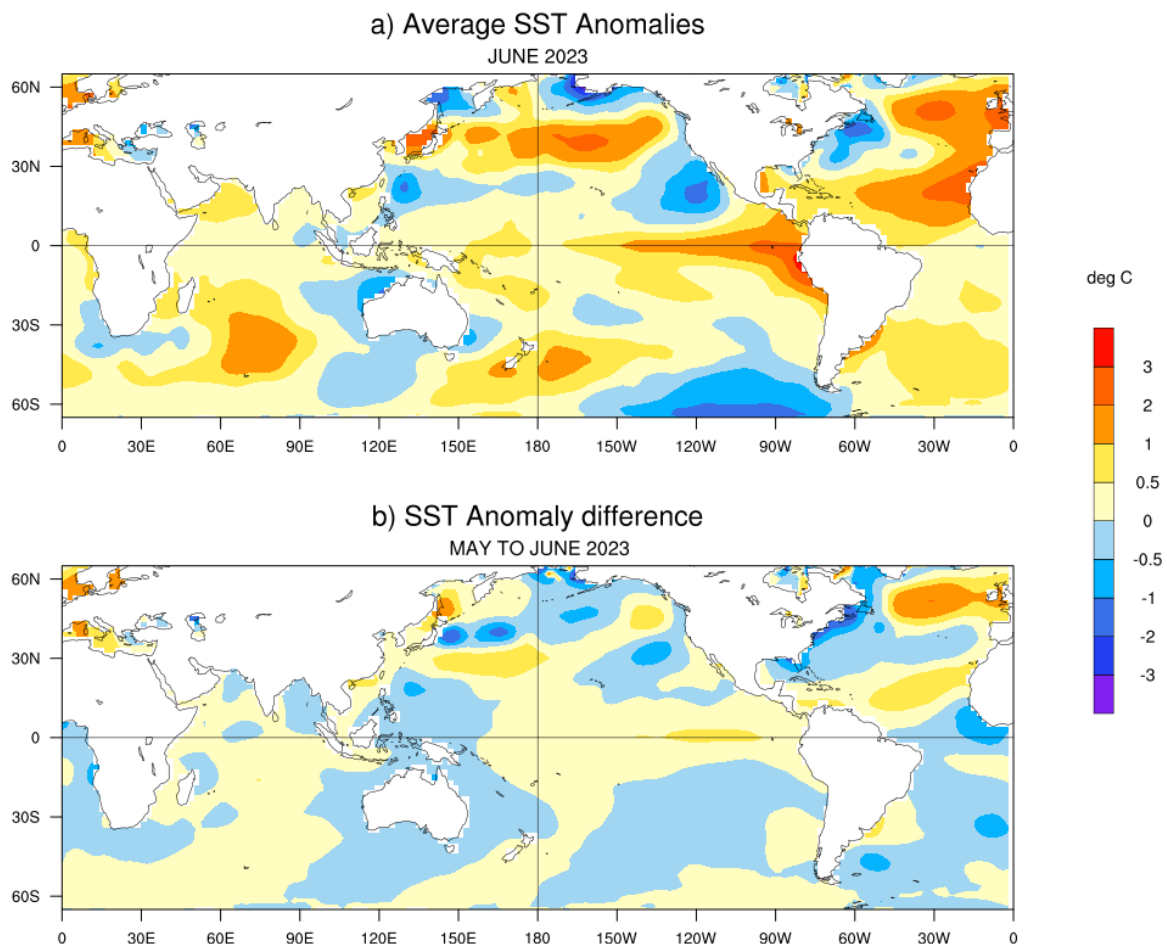 a) Average SST Anomalies
JUNE 2023
60N
30N
0
30S
60S
0 30E 60E 90E 120E 150E 180 150W 120W 90W 60W 30W 0
deg C
3
2
1
0.5
0
-0.5
-1
-2
-3
b) SST Anomaly difference
MAY TO JUNE 2023
60N
30N
0
30S
60S
0 30E 60E 90E 120E 150E 180 150W 120W 90W 60W 30W 0